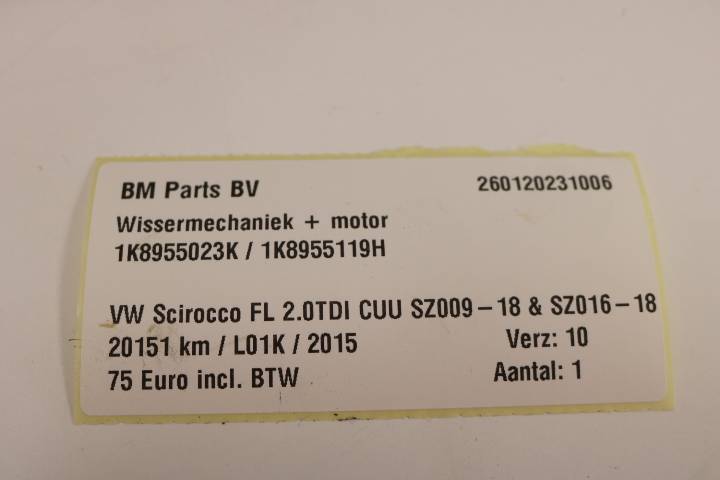 BM Parts BV 260120231006
Wissermechaniek + motor
1K8955023K / 1K8955119H
VW Scirocco FL 2.0TDI CUU SZ009-18 & SZ016-18
20151 km / L01K / 2015 Verz: 10
75 Euro incl. BTW Aantal: 1